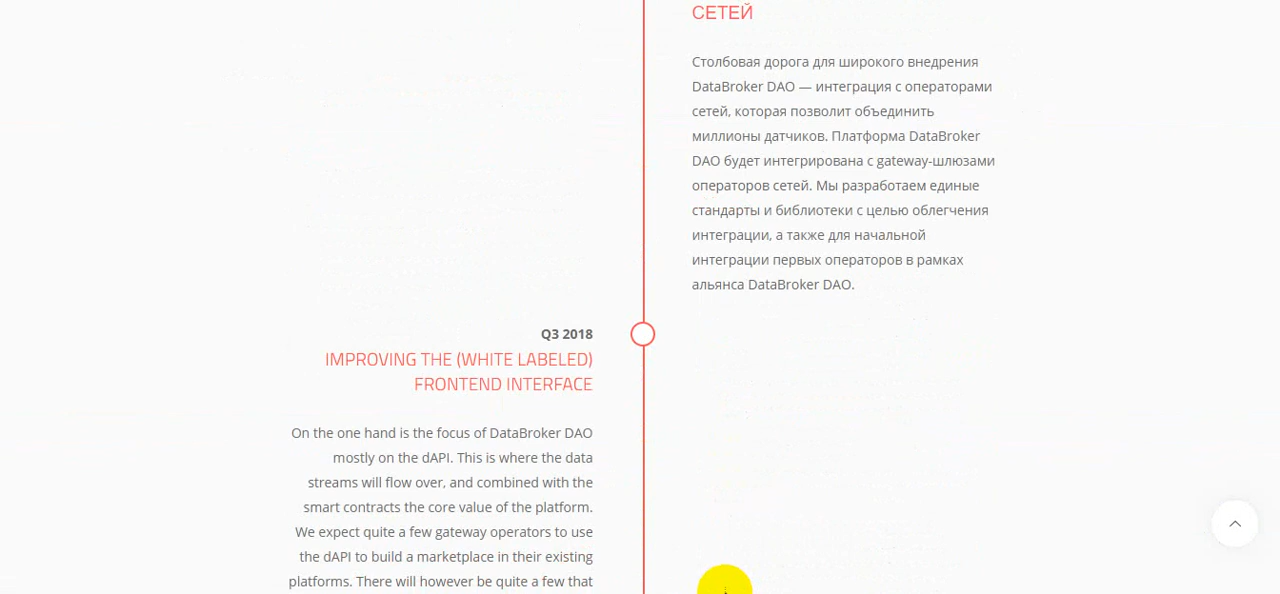 СЕТЕЙ
Столбовая дорога для широкого внедрения
DataBroker DAO — интеграция с операторами
сетей, которая позволит объединить
миллионы датчиков. Платформа DataBroker
DAO будет интегрирована с gateway-шлюзами
операторов сетей. Мы разработаем единые
стандарты и библиотеки с целью облегчения
интеграции, а также для начальной
интеграции первых операторов в рамках
альянса DataBroker DAO.
Q3 2018
IMPROVING THE (WHITE LABELED)
FRONTEND INTERFACE
On the one hand is the focus of DataBroker DAO
mostly on the dAPI. This is where the data
streams will flow over, and combined with the
smart contracts the core value of the platform.
We expect quite a few gateway operators to use
the dAPI to build a marketplace in their existing
platforms. There will however be quite a few that